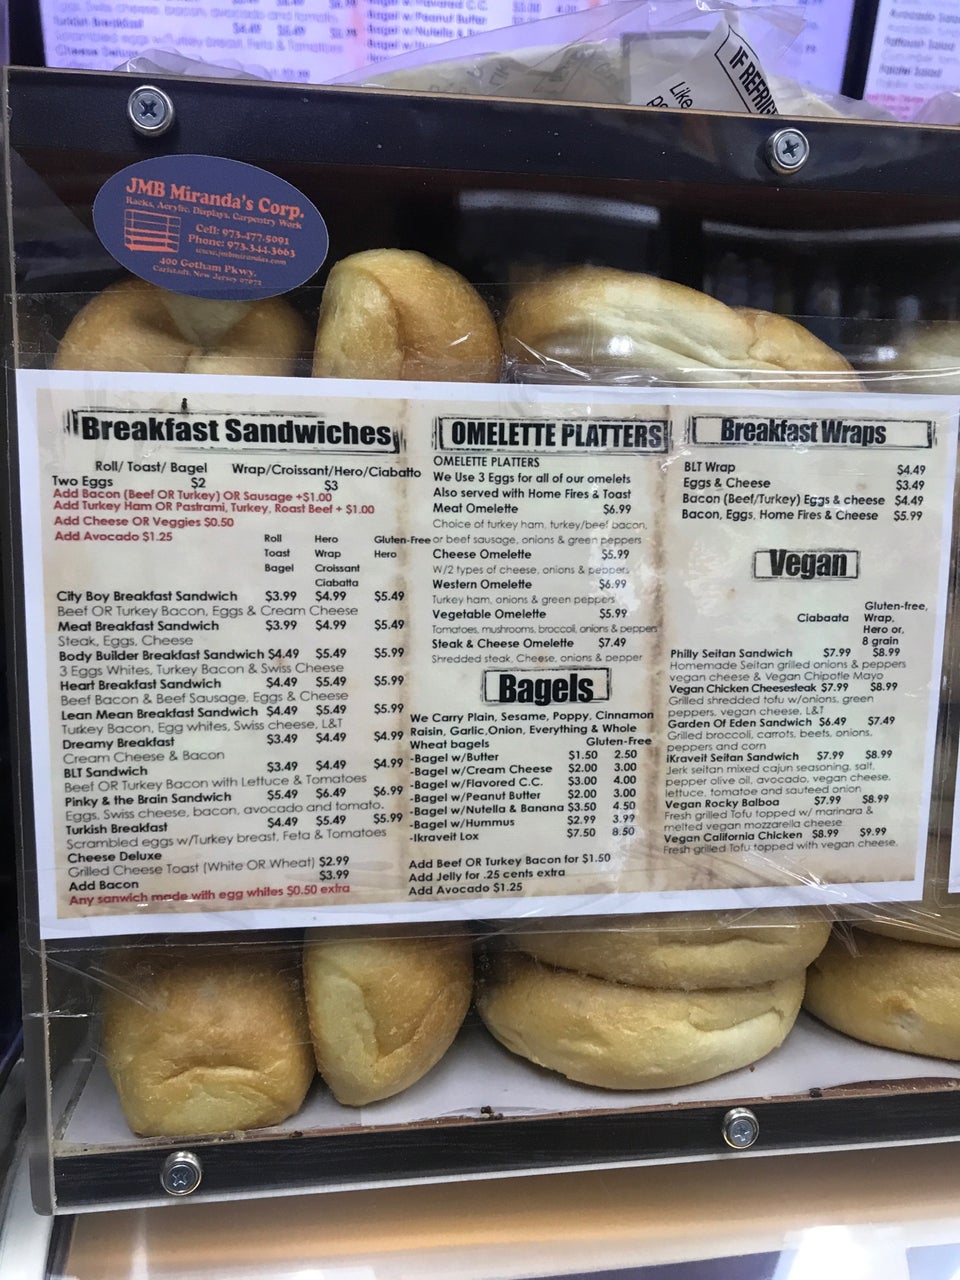 Turkish Breakfast
Scrambled eggs w/Turkey breast, Feta & Tomatoes
Bagel w/Flavored C.C.
Bagel w/Peanut Butter
Avocado Salad
Fattoush Salad
IF REFRIG
Like
JMB Miranda's Corp.
Racks, Acrylic, Displays, Carpentry Work
Cell: 973-477-5091
Phone: 973-344-3663
www.jmbmirandas.com
400 Gotham Pkwy.
Carlstadt, New Jersey 07072
Breakfast Sandwiches
Roll/ Toast/ Bagel Wrap/Croissant/Hero/Ciabatto
Two Eggs $2 $3
Add Bacon (Beef OR Turkey) OR Sausage +$1.00
Add Turkey Ham OR Pastrami, Turkey, Roast Beef + $1.00
Add Cheese OR Veggies $0.50
Add Avocado $1.25
Roll Hero Gluten-Free
Toast Wrap Hero
Bagel Croissant
Ciabatta
City Boy Breakfast Sandwich $3.99 $4.99 $5.49
Beef OR Turkey Bacon, Eggs & Cream Cheese
Meat Breakfast Sandwich $3.99 $4.99 $5.49
Steak, Eggs, Cheese
Body Builder Breakfast Sandwich $4.49 $5.49 $5.99
3 Eggs Whites, Turkey Bacon & Swiss Cheese
Heart Breakfast Sandwich $4.49 $5.49 $5.99
Beef Bacon & Beef Sausage, Eggs & Cheese
Lean Mean Breakfast Sandwich $4.49 $5.49 $5.99
Turkey Bacon, Egg whites, Swiss cheese, L&T
Dreamy Breakfast $3.49 $4.49 $4.99
Cream Cheese & Bacon
BLT Sandwich $3.49 $4.49 $4.99
Beef OR Turkey Bacon with Lettuce & Tomatoes
Pinky & the Brain Sandwich $5.49 $6.49 $6.99
Eggs, Swiss cheese, bacon, avocado and tomato.
Turkish Breakfast $4.49 $5.49 $5.99
Scrambled eggs w/Turkey breast, Feta & Tomatoes
Cheese Deluxe
Grilled Cheese Toast (White OR Wheat) $2.99
Add Bacon $3.99
Any sanwich made with egg whites $0.50 extra
OMELETTE PLATTERS
OMELETTE PLATTERS
We Use 3 Eggs for all of our omelets
Also served with Home Fires & Toast
Meat Omelette $6.99
Choice of turkey ham, turkey/beef bacon,
or beef sausage, onions & green peppers
Cheese Omelette $5.99
W/2 types of cheese, onions & peppers
Western Omelette $6.99
Turkey ham, onions & green peppers
Vegetable Omelette $5.99
Tomatoes, mushrooms, broccoli, onions & peppers
Steak & Cheese Omelette $7.49
Shredded steak, Cheese, onions & pepper
Bagels
We Carry Plain, Sesame, Poppy, Cinnamon
Raisin, Garlic,Onion, Everything & Whole
Wheat bagels Gluten-Free
-Bagel w/Butter $1.50 2.50
-Bagel w/Cream Cheese $2.00 3.00
-Bagel w/Flavored C.C. $3.00 4.00
-Bagel w/Peanut Butter $2.00 3.00
-Bagel w/Nutella & Banana $3.50 4.50
-Bagel w/Hummus $2.99 3.99
-Ikraveit Lox $7.50 8.50
Add Beef OR Turkey Bacon for $1.50
Add Jelly for .25 cents extra
Add Avocado $1.25
Breakfast Wraps
BLT Wrap $4.49
Eggs & Cheese $3.49
Bacon (Beef/Turkey) Eggs & cheese $4.49
Bacon, Eggs, Home Fires & Cheese $5.99
Vegan
Gluten-free,
Ciabaata Wrap,
Hero or,
8 grain
Philly Seitan Sandwich $7.99 $8.99
Homemade Seitan grilled onions & peppers
vegan cheese & Vegan Chipotle Mayo
Vegan Chicken Cheesesteak $7.99 $8.99
Grilled shredded tofu w/onions, green
peppers, vegan cheese, L&T
Garden Of Eden Sandwich $6.49 $7.49
Grilled broccoli, carrots, beets, onions,
peppers and corn
iKraveit Seitan Sandwich $7.99 $8.99
Jerk seitan mixed cajun seasoning, salt,
pepper olive oil, avocado, vegan cheese,
lettuce, tomatoe and sauteed onion
Vegan Rocky Balboa $7.99 $8.99
Fresh grilled Tofu topped w/ marinara &
melted vegan mozzarella cheese
Vegan California Chicken $8.99 $9.99
Fresh grilled Tofu topped with vegan cheese,